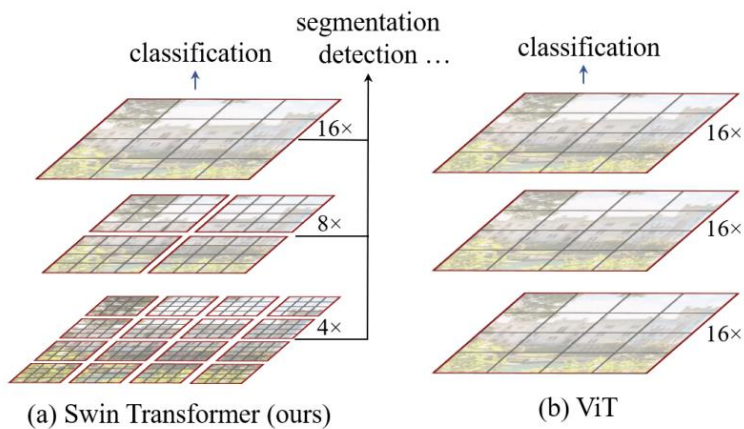 segmentation
classification
detection ...
16×
8×
4×
(a) Swin Transformer (ours)
classification
16×
16×
16×
(b) ViT